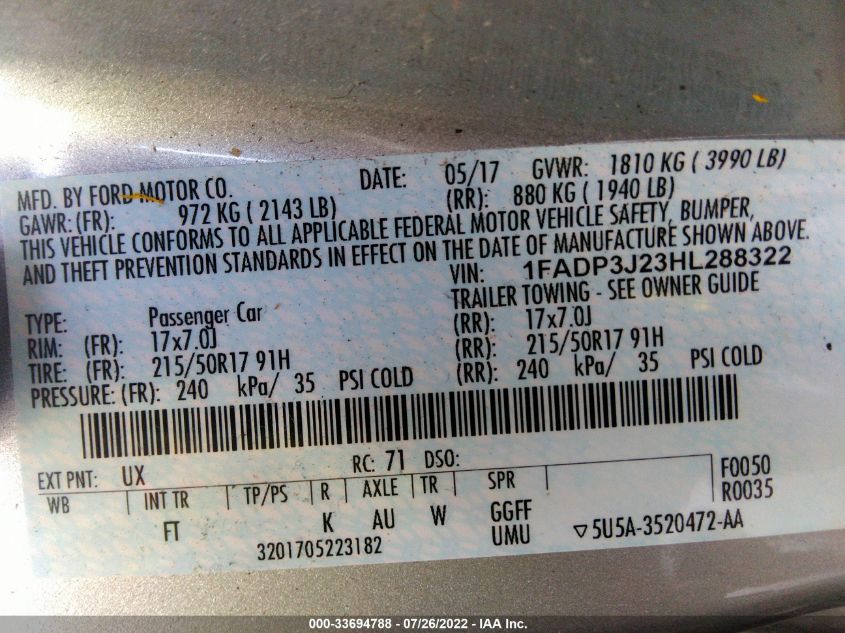 MFD. BY FORD MOTOR CO. DATE: 05/17 GVWR: 1810 KG ( 3990 LB)
GAWR: (FR): 972 KG ( 2143 LB) (RR): 880 KG ( 1940 LB)
THIS VEHICLE CONFORMS TO ALL APPLICABLE FEDERAL MOTOR VEHICLE SAFETY, BUMPER,
AND THEFT PREVENTION STANDARDS IN EFFECT ON THE DATE OF MANUFACTURE SHOWN ABOVE.
VIN: 1FADP3J23HL288322
TRAILER TOWING - SEE OWNER GUIDE
TYPE: Passenger Car
RIM: (FR): 17x7.0J (RR): 17x7.0J
TIRE: (FR): 215/50R17 91H (RR): 215/50R17 91H
PRESSURE: (FR): 240 kPa/ 35 PSI COLD (RR): 240 kPa/ 35 PSI COLD
EXT PNT: UX RC: 71 DSO:
WB INT TR TP/PS R AXLE TR SPR F0050
R0035
FT K AU W GGFF
UMU
3201705223182 ▽5U5A-3520472-AA
000-33694788 - 07/26/2022 - IAA Inc.